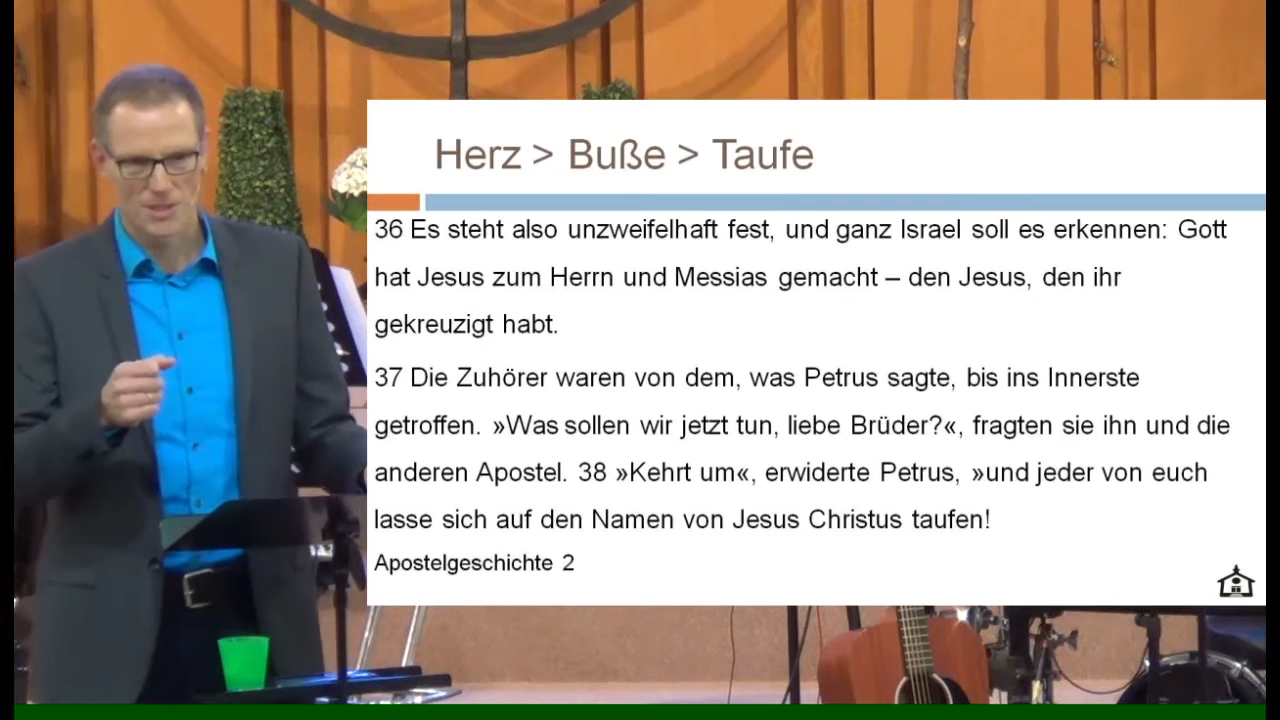 Herz > Buße > Taufe
36 Es steht also unzweifelhaft fest, und ganz Israel soll es erkennen: Gott
hat Jesus zum Herrn und Messias gemacht – den Jesus, den ihr
gekreuzigt habt.
37 Die Zuhörer waren von dem, was Petrus sagte, bis ins Innerste
getroffen. »Was sollen wir jetzt tun, liebe Brüder?«, fragten sie ihn und die
anderen Apostel. 38 »Kehrt um«, erwiderte Petrus, »und jeder von euch
lasse sich auf den Namen von Jesus Christus taufen!
Apostelgeschichte 2